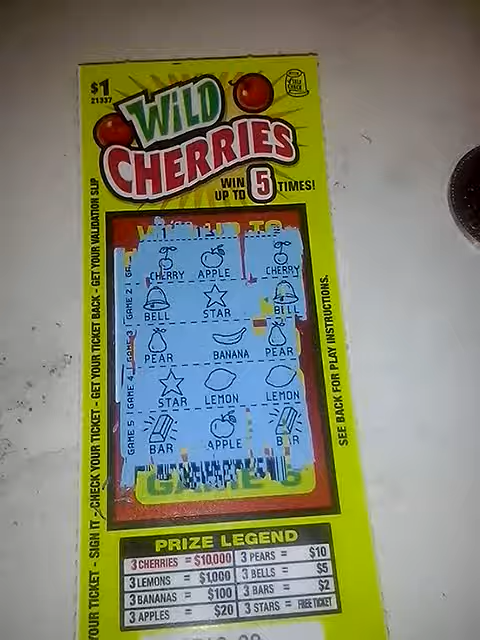 $1
21337
WiLD
CHERRIES
WIN
UP TO 5 TIMES!
CHERRY APPLE CHERRY
GAME 2 BELL STAR BELL
GAME 3 PEAR BANANA PEAR
GAME 4 STAR LEMON LEMON
GAME 5 BAR APPLE BAR
YOUR TICKET - SIGN IT - CHECK YOUR TICKET - GET YOUR TICKET BACK - GET YOUR VALIDATION SLIP
SEE BACK FOR PLAY INSTRUCTIONS.
PRIZE LEGEND
3 CHERRIES = $10,000 3 PEARS = $10
3 LEMONS = $1,000 3 BELLS = $5
3 BANANAS = $100 3 BARS = $2
3 APPLES = $20 3 STARS = FREE TICKET